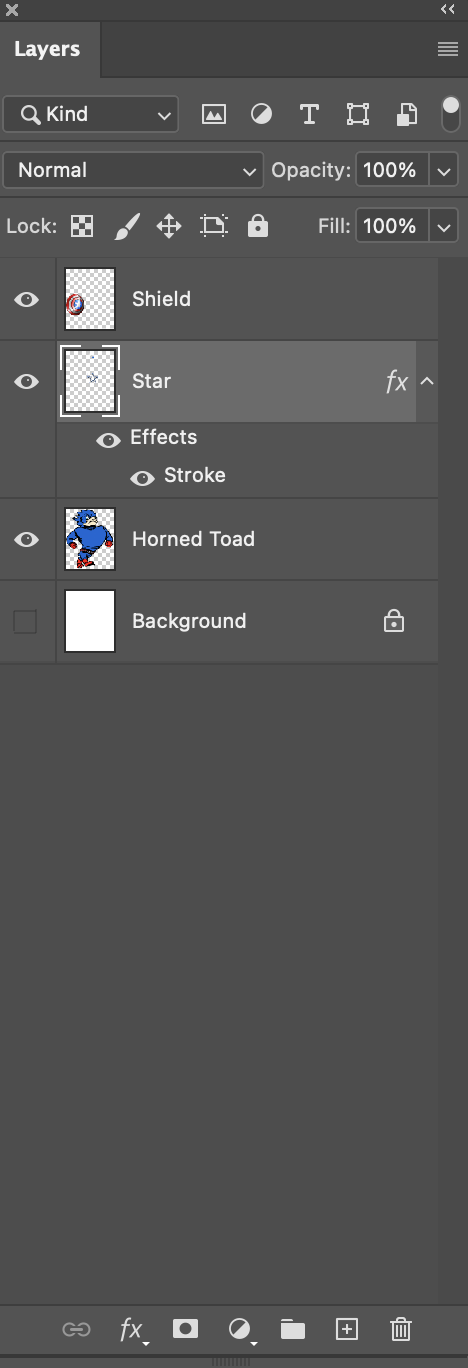 Layers
Kind
Normal Opacity: 100%
Lock: Fill: 100%
Shield
Star fx
Effects
Stroke
Horned Toad
Background
fx